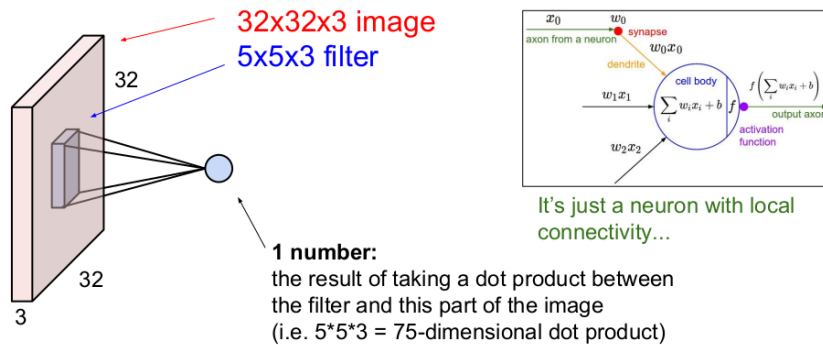 32x32x3 image
5x5x3 filter
32
32
3
1 number:
the result of taking a dot product between
the filter and this part of the image
(i.e. 5*5*3 = 75-dimensional dot product)
x₀
w₀
synapse
axon from a neuron
w₀x₀
dendrite
cell body
w₁x₁
∑ᵢ wᵢxᵢ + b
f
f(∑ᵢ wᵢxᵢ + b)
output axon
activation
function
w₂x₂
It's just a neuron with local
connectivity...